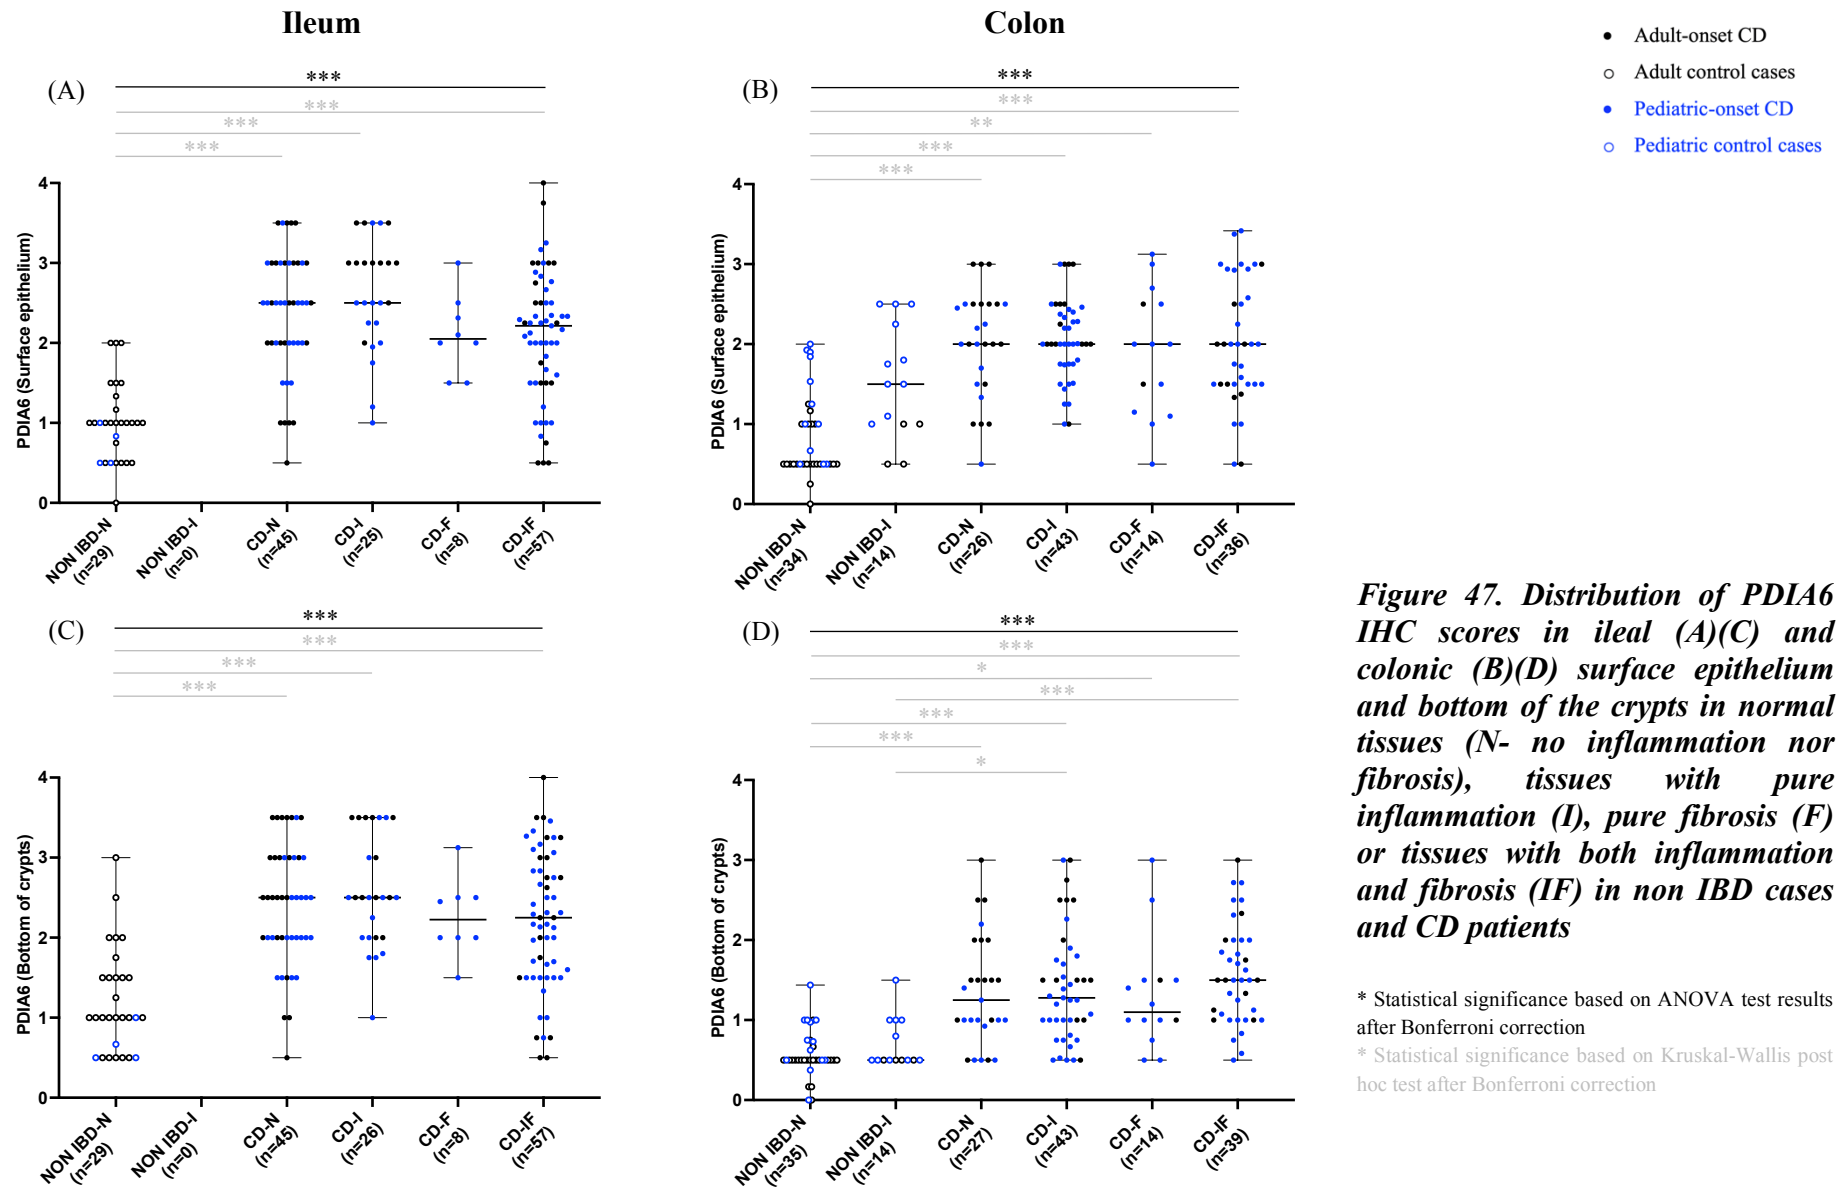 Ileum
Colon
Adult-onset CD
Adult control cases
Pediatric-onset CD
Pediatric control cases
(A)
***
***
***
***
PDIA6 (Surface epithelium)
4
3
2
1
0
NON IBD-N
(n=29)
NON IBD-I
(n=0)
CD-N
(n=45)
CD-I
(n=25)
CD-F
(n=8)
CD-IF
(n=57)
(B)
***
***
**
***
***
PDIA6 (Surface epithelium)
4
3
2
1
0
NON IBD-N
(n=34)
NON IBD-I
(n=14)
CD-N
(n=26)
CD-I
(n=43)
CD-F
(n=14)
CD-IF
(n=36)
(C)
***
***
***
***
PDIA6 (Bottom of crypts)
4
3
2
1
0
NON IBD-N
(n=29)
NON IBD-I
(n=0)
CD-N
(n=45)
CD-I
(n=26)
CD-F
(n=8)
CD-IF
(n=57)
(D)
***
***
*
***
***
***
*
PDIA6 (Bottom of crypts)
4
3
2
1
0
NON IBD-N
(n=35)
NON IBD-I
(n=14)
CD-N
(n=27)
CD-I
(n=43)
CD-F
(n=14)
CD-IF
(n=39)
Figure 47. Distribution of PDIA6
IHC scores in ileal (A)(C) and
colonic (B)(D) surface epithelium
and bottom of the crypts in normal
tissues (N- no inflammation nor
fibrosis), tissues with pure
inflammation (I), pure fibrosis (F)
or tissues with both inflammation
and fibrosis (IF) in non IBD cases
and CD patients
* Statistical significance based on ANOVA test results
after Bonferroni correction
* Statistical significance based on Kruskal-Wallis post
hoc test after Bonferroni correction